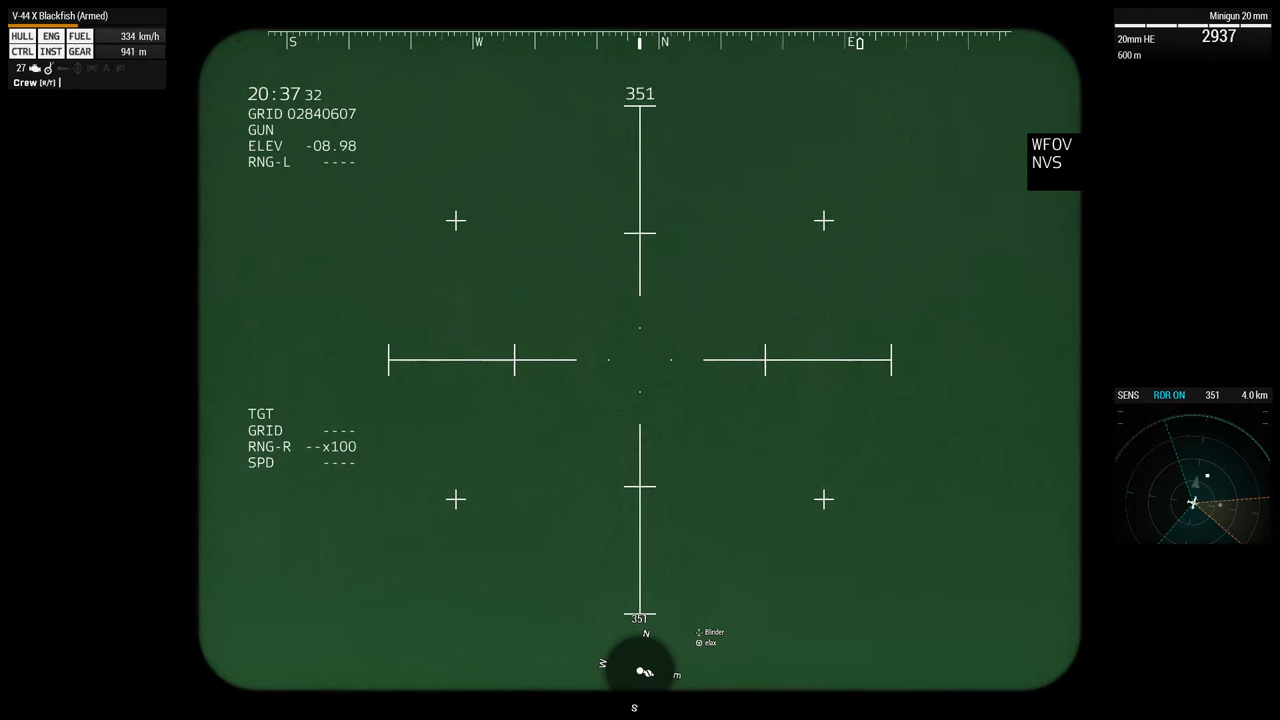 V-44 X Blackfish (Armed)
HULL ENG FUEL 334 km/h
CTRL INST GEAR 941 m
27 A
Crew [R/T]
S W N E
20:37 32
GRID 02840607
GUN
ELEV -08.98
RNG-L ----
351
Minigun 20 mm
20mm HE 2937
600 m
WFOV
NVS
TGT
GRID ----
RNG-R --x100
SPD ----
SENS RDR ON 351 4.0 km
351
N
W E
S
Blinder
elax